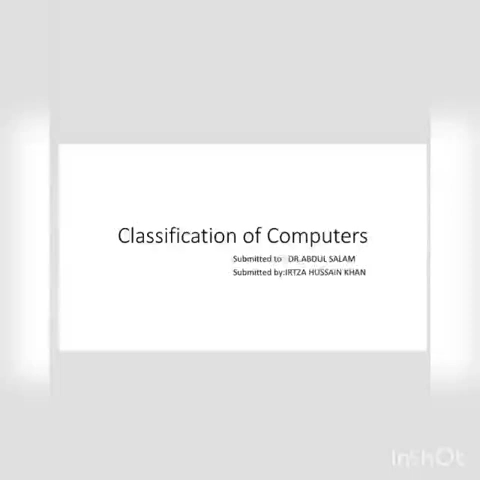 Classification of Computers
Submitted to DR.ABDUL SALAM
Submitted by:IRTZA HUSSAIN KHAN
InShOt